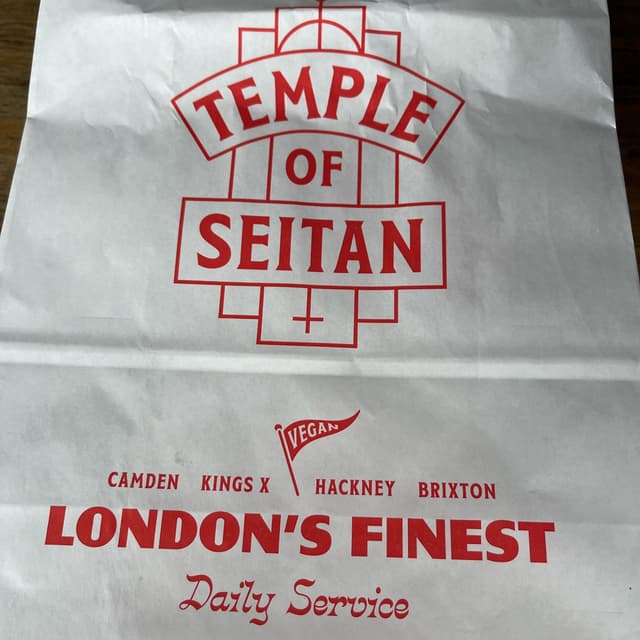 TEMPLE
OF
SEITAN
VEGAN
CAMDEN KINGS X HACKNEY BRIXTON
LONDON'S FINEST
Daily Service